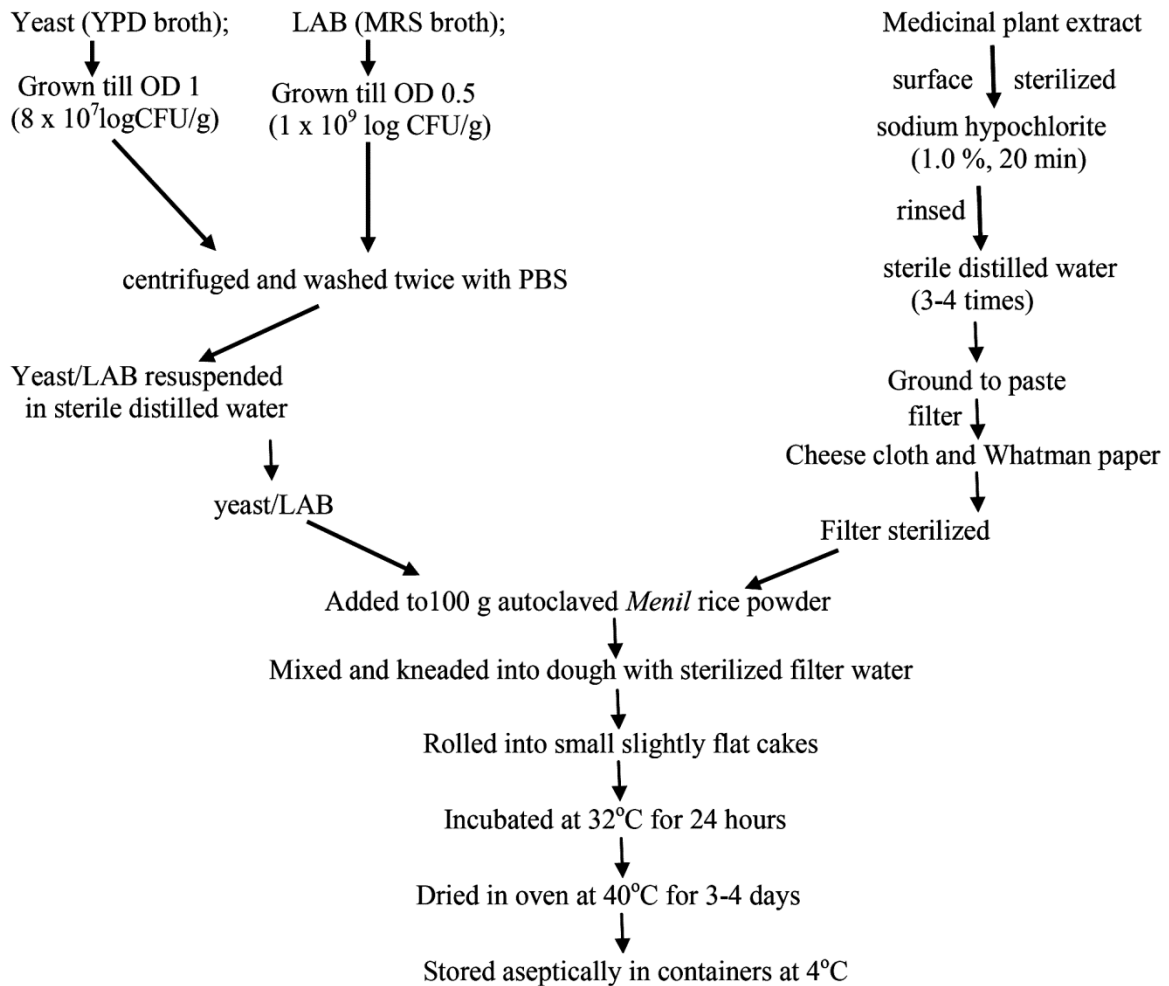 Yeast (YPD broth);
LAB (MRS broth);
Medicinal plant extract
Grown till OD 1
(8 x 10⁷logCFU/g)
Grown till OD 0.5
(1 x 10⁹ log CFU/g)
surface sterilized
sodium hypochlorite
(1.0 %, 20 min)
rinsed
centrifuged and washed twice with PBS
sterile distilled water
(3-4 times)
Yeast/LAB resuspended
in sterile distilled water
Ground to paste
filter
Cheese cloth and Whatman paper
yeast/LAB
Filter sterilized
Added to100 g autoclaved Menil rice powder
Mixed and kneaded into dough with sterilized filter water
Rolled into small slightly flat cakes
Incubated at 32°C for 24 hours
Dried in oven at 40°C for 3-4 days
Stored aseptically in containers at 4°C